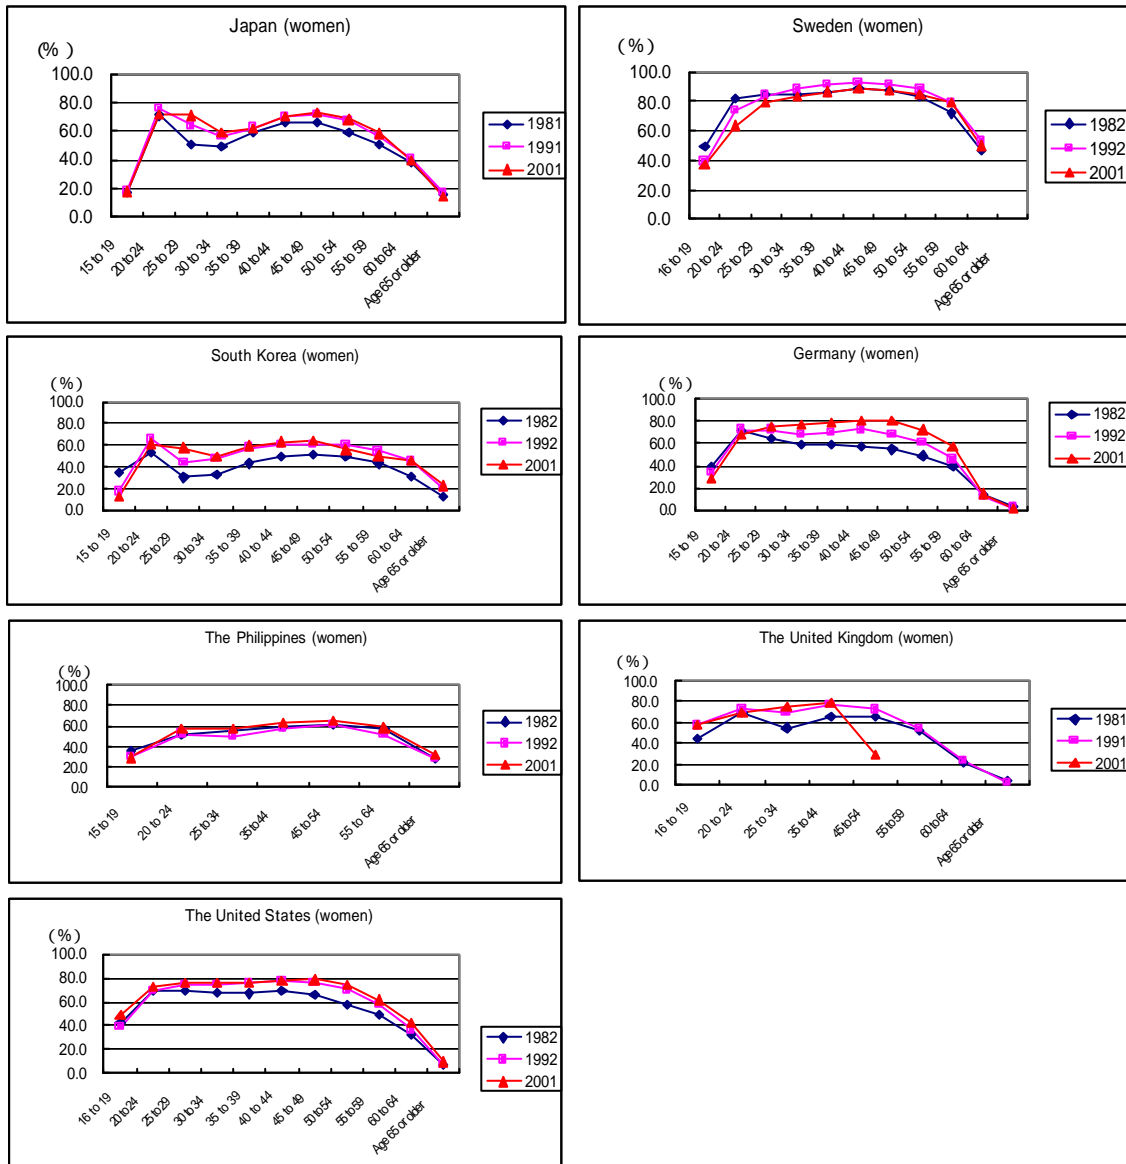 Japan (women)
(%)
100.0
80.0
60.0
40.0
20.0
0.0
15 to 19
20 to 24
25 to 29
30 to 34
35 to 39
40 to 44
45 to 49
50 to 54
55 to 59
60 to 64
Age 65 or older
1981
1991
2001
Sweden (women)
(%)
100.0
80.0
60.0
40.0
20.0
0.0
16 to 19
20 to 24
25 to 29
30 to 34
35 to 39
40 to 44
45 to 49
50 to 54
55 to 59
60 to 64
Age 65 or older
1982
1992
2001
South Korea (women)
(%)
100.0
80.0
60.0
40.0
20.0
0.0
15 to 19
20 to 24
25 to 29
30 to 34
35 to 39
40 to 44
45 to 49
50 to 54
55 to 59
60 to 64
Age 65 or older
1982
1992
2001
Germany (women)
(%)
100.0
80.0
60.0
40.0
20.0
0.0
15 to 19
20 to 24
25 to 29
30 to 34
35 to 39
40 to 44
45 to 49
50 to 54
55 to 59
60 to 64
Age 65 or older
1982
1992
2001
The Philippines (women)
(%)
100.0
80.0
60.0
40.0
20.0
0.0
15 to 19
20 to 24
25 to 34
35 to 44
45 to 54
55 to 64
Age 65 or older
1982
1992
2001
The United Kingdom (women)
(%)
100.0
80.0
60.0
40.0
20.0
0.0
16 to 19
20 to 24
25 to 34
35 to 44
45 to 54
55 to 59
60 to 64
Age 65 or older
1981
1991
2001
The United States (women)
(%)
100.0
80.0
60.0
40.0
20.0
0.0
16 to 19
20 to 24
25 to 29
30 to 34
35 to 39
40 to 44
45 to 49
50 to 54
55 to 59
60 to 64
Age 65 or older
1982
1992
2001